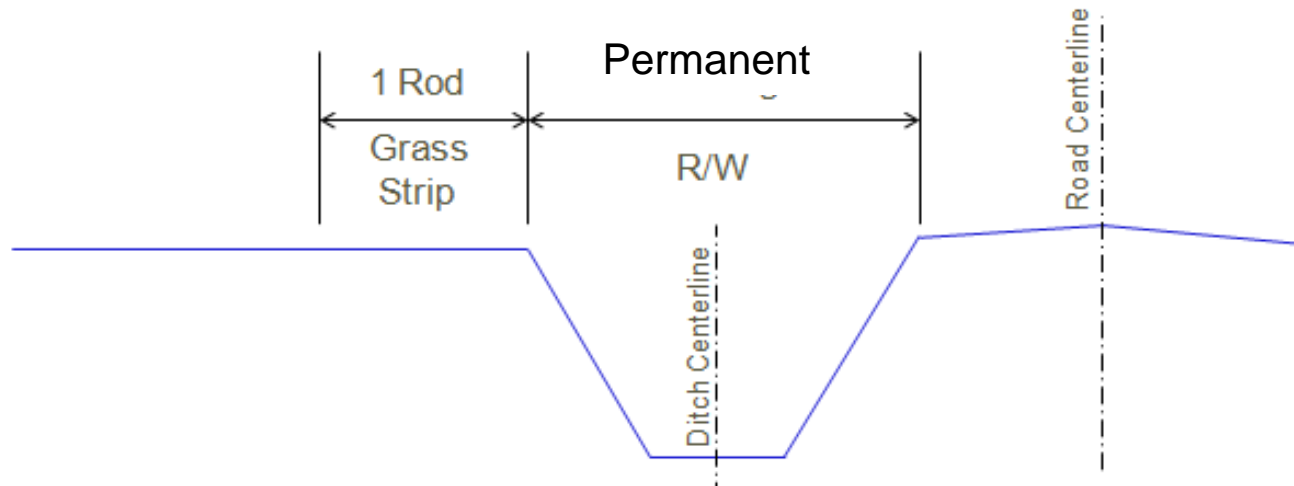 1 Rod
Grass
Strip
Permanent
R/W
Ditch Centerline
Road Centerline